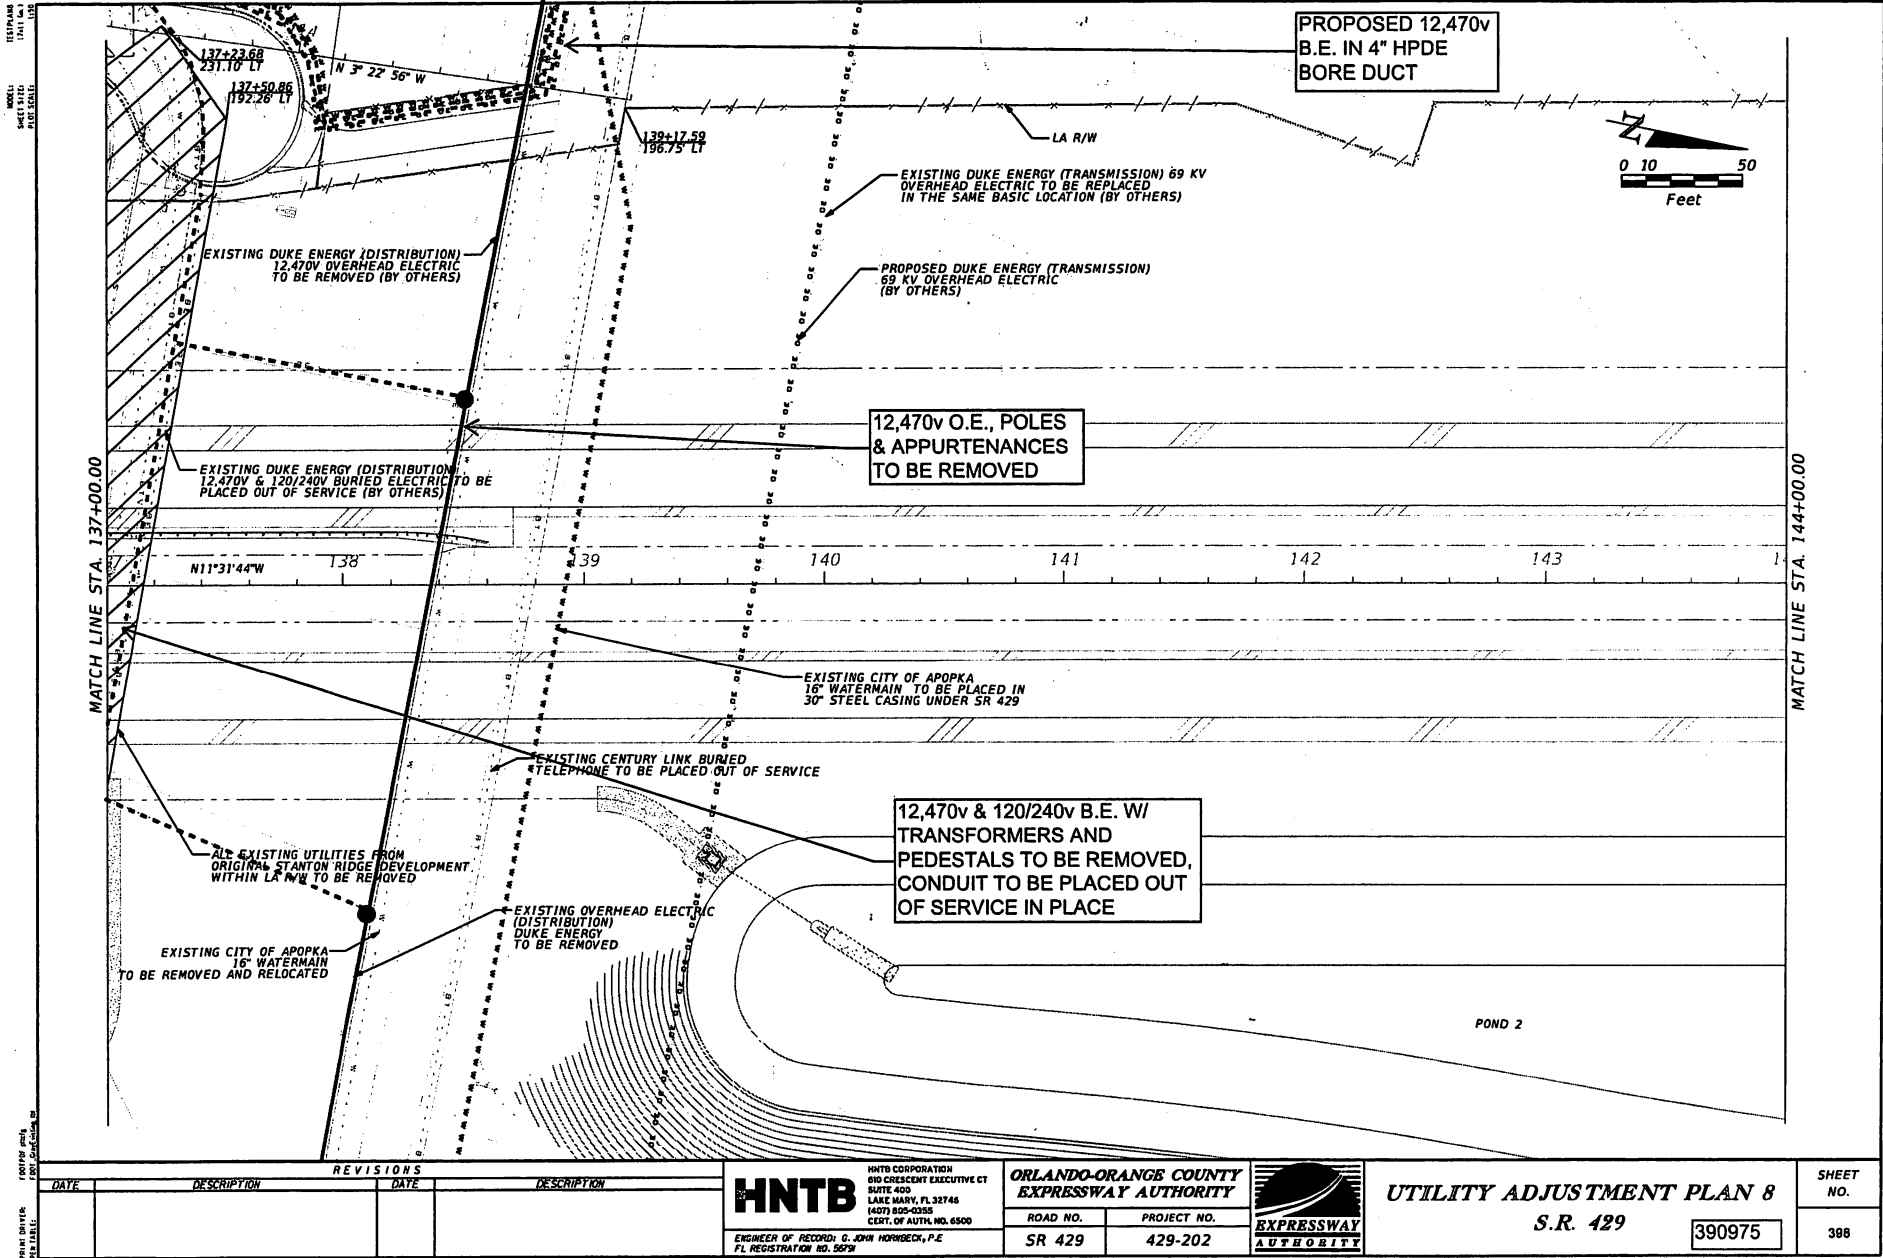 PROPOSED 12,470v
B.E. IN 4" HPDE
BORE DUCT
137+23.68
231.10' LT
137+50.86
192.26' LT
N 3° 22' 56" W
139+17.59
196.75' LT
LA R/W
0 10 50
Feet
EXISTING DUKE ENERGY (TRANSMISSION) 69 KV
OVERHEAD ELECTRIC TO BE REPLACED
IN THE SAME BASIC LOCATION (BY OTHERS)
EXISTING DUKE ENERGY (DISTRIBUTION)
12,470V OVERHEAD ELECTRIC
TO BE REMOVED (BY OTHERS)
PROPOSED DUKE ENERGY (TRANSMISSION)
69 KV OVERHEAD ELECTRIC
(BY OTHERS)
12,470v O.E., POLES
& APPURTENANCES
TO BE REMOVED
EXISTING DUKE ENERGY (DISTRIBUTION)
12,470V & 120/240V BURIED ELECTRIC TO BE
PLACED OUT OF SERVICE (BY OTHERS)
MATCH LINE STA. 137+00.00
MATCH LINE STA. 144+00.00
N11°31'44"W
138 139 140 141 142 143
EXISTING CITY OF APOPKA
16" WATERMAIN TO BE PLACED IN
30" STEEL CASING UNDER SR 429
EXISTING CENTURY LINK BURIED
TELEPHONE TO BE PLACED OUT OF SERVICE
12,470v & 120/240v B.E. W/
TRANSFORMERS AND
PEDESTALS TO BE REMOVED,
CONDUIT TO BE PLACED OUT
OF SERVICE IN PLACE
ALL EXISTING UTILITIES FROM
ORIGINAL STANTON RIDGE DEVELOPMENT
WITHIN LA R/W TO BE REMOVED
EXISTING OVERHEAD ELECTRIC
(DISTRIBUTION)
DUKE ENERGY
TO BE REMOVED
EXISTING CITY OF APOPKA
16" WATERMAIN
TO BE REMOVED AND RELOCATED
POND 2
REVISIONS
DATE DESCRIPTION DATE DESCRIPTION
HNTB
HNTB CORPORATION
610 CRESCENT EXECUTIVE CT
SUITE 400
LAKE MARY, FL 32746
(407) 805-0355
CERT. OF AUTH. NO. 6500
ENGINEER OF RECORD: G. JOHN HORNBECK, P.E
FL REGISTRATION NO. 56791
ORLANDO-ORANGE COUNTY
EXPRESSWAY AUTHORITY
ROAD NO. PROJECT NO.
SR 429 429-202
EXPRESSWAY
AUTHORITY
UTILITY ADJUSTMENT PLAN 8
S.R. 429
390975
SHEET
NO.
398
MODEL:
SHEET SIZE:
PLOT SCALE:
PRINT DRIVER:
PEN TABLE: